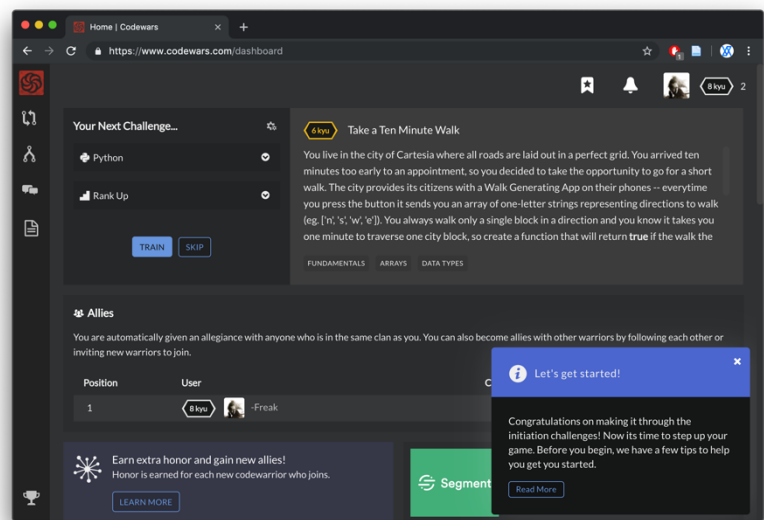 Home | Codewars
https://www.codewars.com/dashboard
1
8 kyu
2
Your Next Challenge...
Python
Rank Up
TRAIN
SKIP
6 kyu
Take a Ten Minute Walk
You live in the city of Cartesia where all roads are laid out in a perfect grid. You arrived ten
minutes too early to an appointment, so you decided to take the opportunity to go for a short
walk. The city provides its citizens with a Walk Generating App on their phones -- everytime
you press the button it sends you an array of one-letter strings representing directions to walk
(eg. ['n', 's', 'w', 'e']). You always walk only a single block in a direction and you know it takes you
one minute to traverse one city block, so create a function that will return true if the walk the
FUNDAMENTALS
ARRAYS
DATA TYPES
Allies
You are automatically given an allegiance with anyone who is in the same clan as you. You can also become allies with other warriors by following each other or
inviting new warriors to join.
Position
User
C
1
8 kyu
-Freak
Earn extra honor and gain new allies!
Honor is earned for each new codewarrior who joins.
LEARN MORE
Segment
Let's get started!
Congratulations on making it through the
initiation challenges! Now its time to step up your
game. Before you begin, we have a few tips to help
you get you started.
Read More